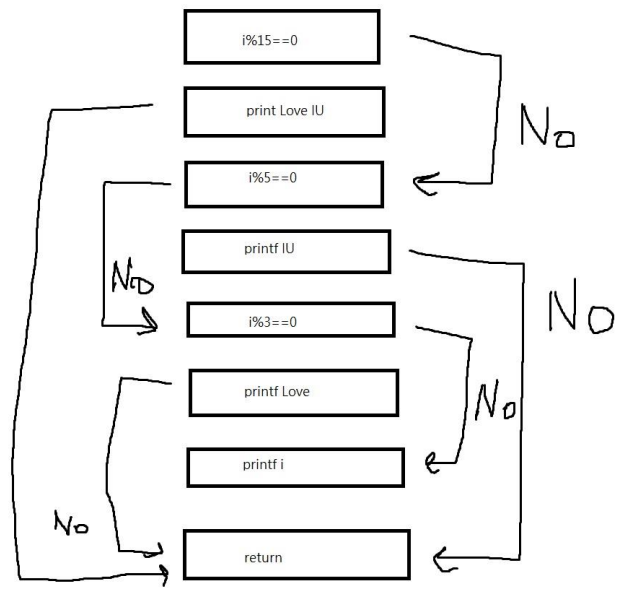 i%15==0
print Love IU
No
i%5==0
printf IU
No
No
i%3==0
printf Love
No
printf i
No
return